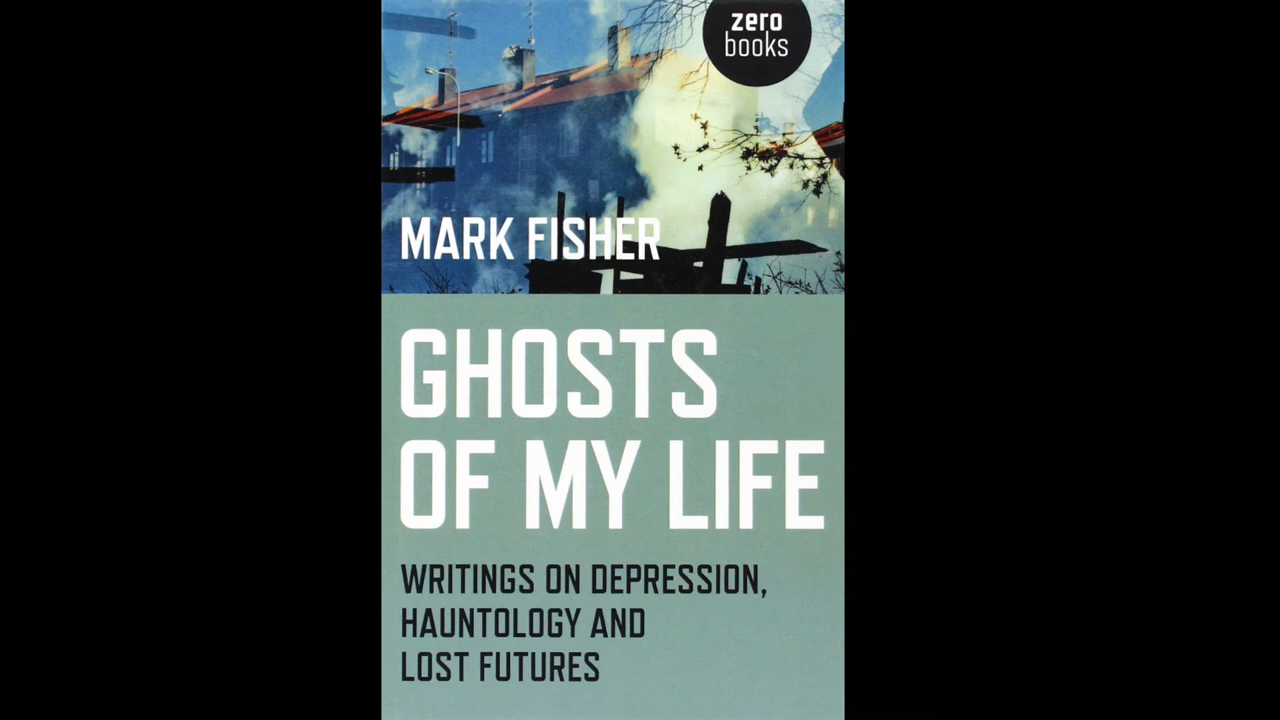 zero
books
MARK FISHER
GHOSTS
OF MY LIFE
WRITINGS ON DEPRESSION,
HAUNTOLOGY AND
LOST FUTURES